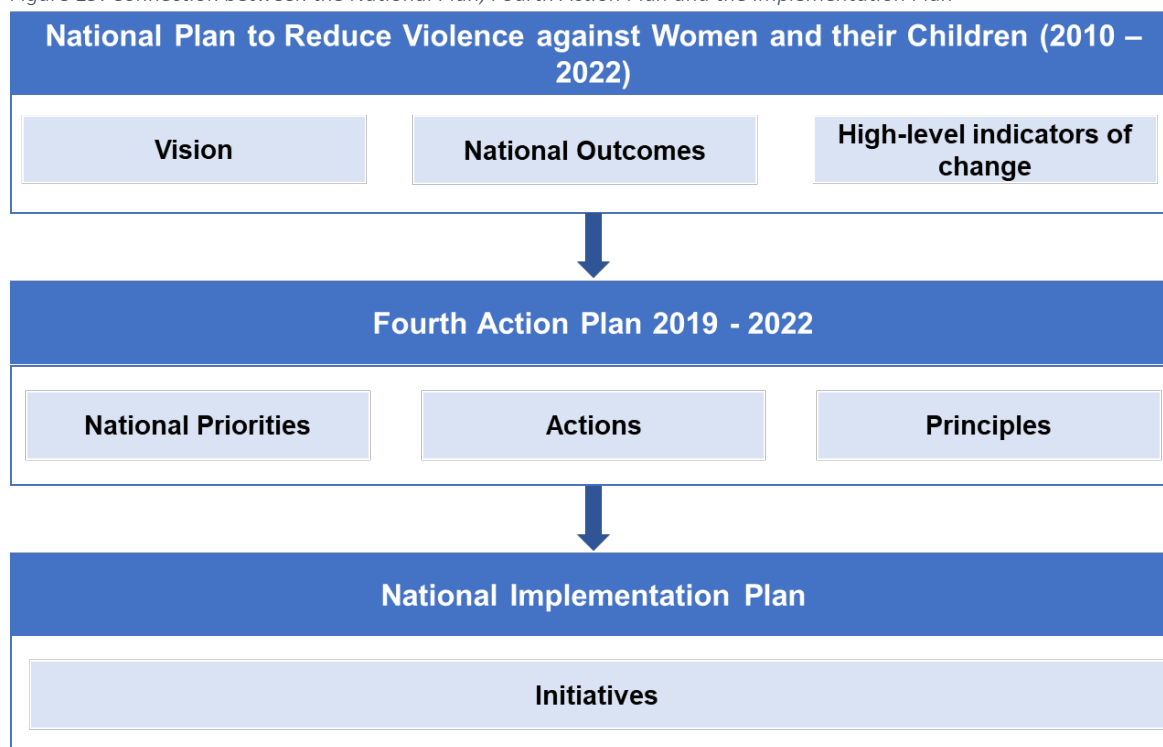 National Plan to Reduce Violence against Women and their Children (2010 –
2022)
Vision
National Outcomes
High-level indicators of
change
Fourth Action Plan 2019 - 2022
National Priorities
Actions
Principles
National Implementation Plan
Initiatives